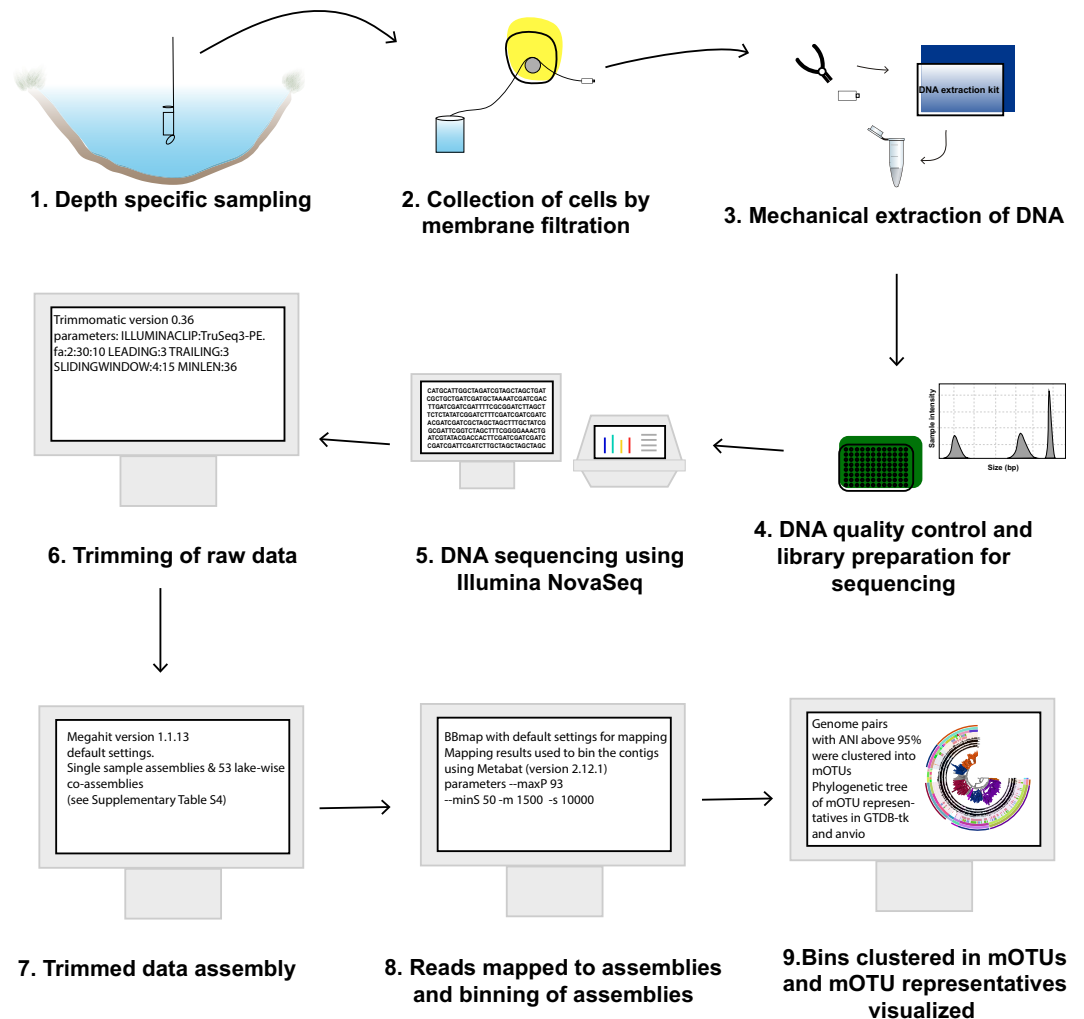 DNA extraction kit
1. Depth specific sampling
2. Collection of cells by
membrane filtration
3. Mechanical extraction of DNA
Trimmomatic version 0.36
parameters: ILLUMINACLIP:TruSeq3-PE.
fa:2:30:10 LEADING:3 TRAILING:3
SLIDINGWINDOW:4:15 MINLEN:36
CATGCATTGGCTAGATCGTAGCTAGCTGAT
CGCTGCTGATCGATGCTAAAATCGATCGAC
TTGATCGATCGATTTTCGCGGATCTTAGCT
TCTCTATATCGGATCTTTCGATCGATCGATC
ACGATCGATCGCTAGCTAGCTTTGCTATCG
GCGATTCGGTCTAGCTTTCGGGGAAACTG
ATCGTATACGACCACTTCGATCGATCGATC
CGATCGATTCGATCTTGCTAGCTAGCTAGC
Sample intensity
Size (bp)
6. Trimming of raw data
5. DNA sequencing using
Illumina NovaSeq
4. DNA quality control and
library preparation for
sequencing
Megahit version 1.1.13
default settings.
Single sample assemblies & 53 lake-wise
co-assemblies
(see Supplementary Table S4)
BBmap with default settings for mapping
Mapping results used to bin the contigs
using Metabat (version 2.12.1)
parameters --maxP 93
--minS 50 -m 1500 -s 10000
Genome pairs
with ANI above 95%
were clustered into
mOTUs
Phylogenetic tree
of mOTU represen-
tatives in GTDB-tk
and anvio
7. Trimmed data assembly
8. Reads mapped to assemblies
and binning of assemblies
9.Bins clustered in mOTUs
and mOTU representatives
visualized